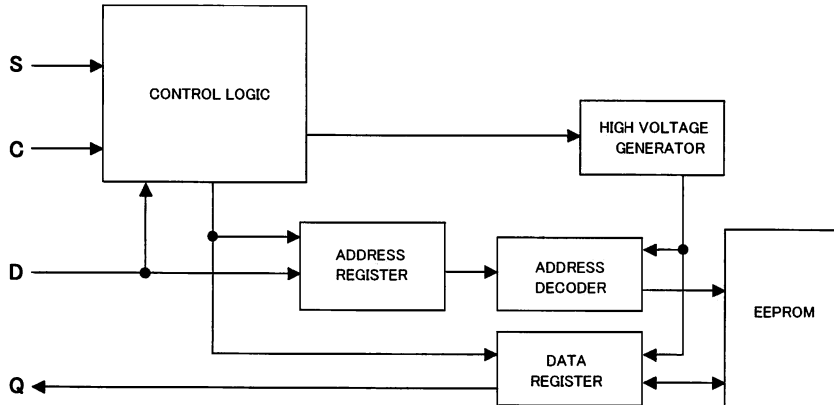 S
CONTROL LOGIC
C
HIGH VOLTAGE
GENERATOR
D
ADDRESS
REGISTER
ADDRESS
DECODER
EEPROM
DATA
REGISTER
Q